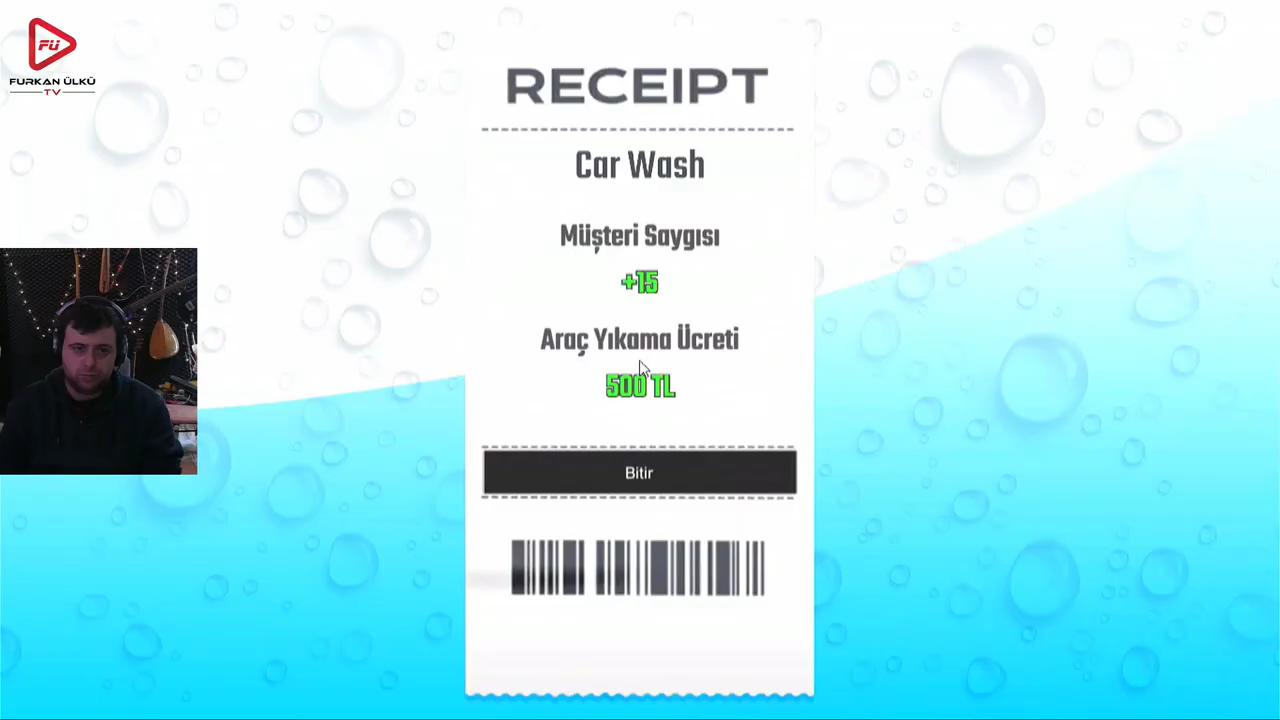 FÜ
FURKAN ÜLKÜ
TV
RECEIPT
Car Wash
Müşteri Saygısı
+15
Araç Yıkama Ücreti
500 TL
Bitir